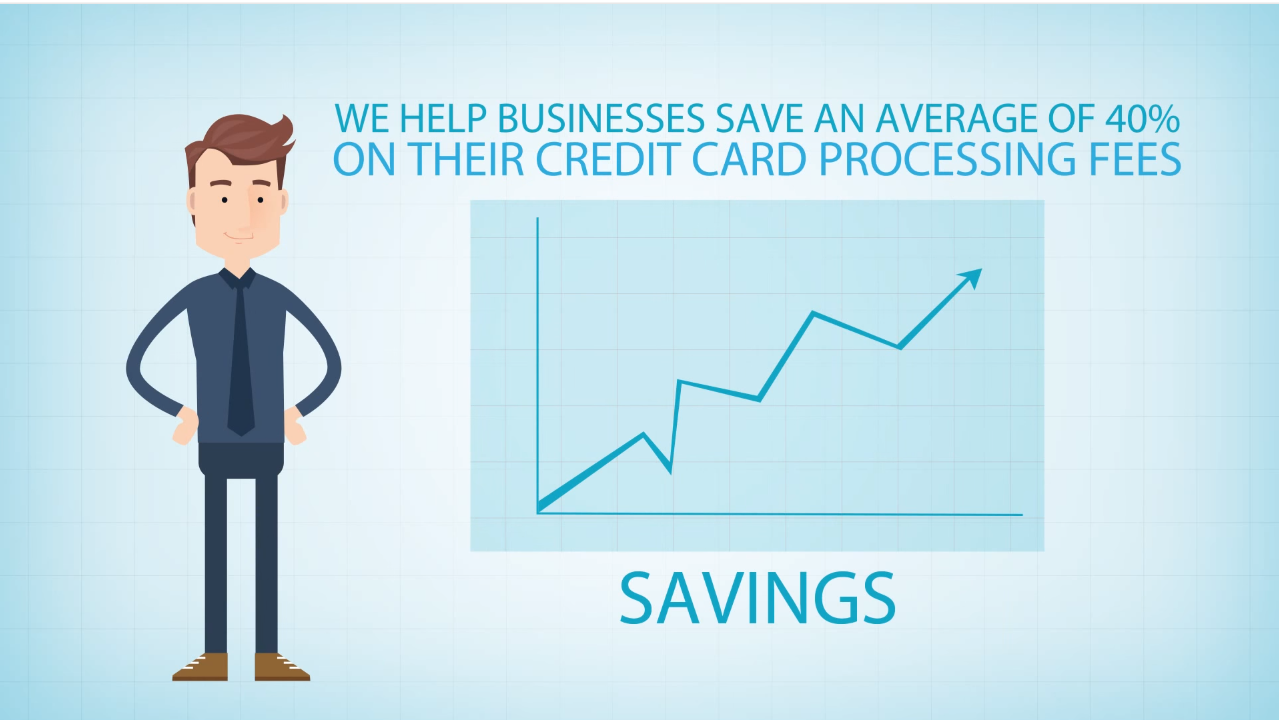 WE HELP BUSINESSES SAVE AN AVERAGE OF 40%
ON THEIR CREDIT CARD PROCESSING FEES
SAVINGS